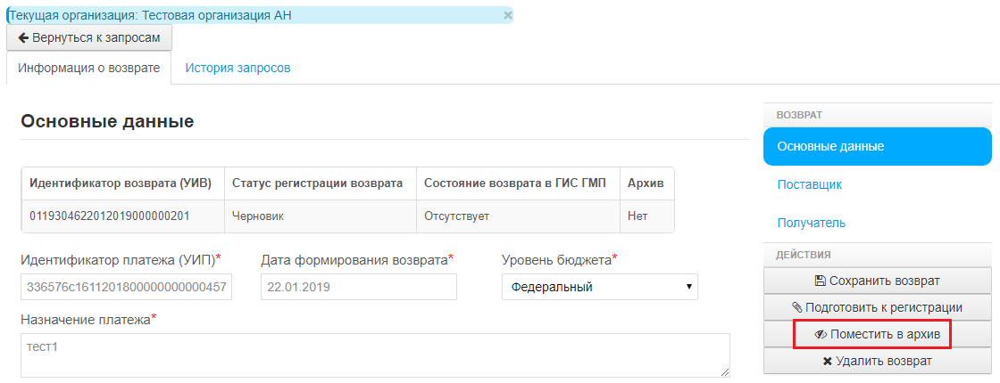 Текущая организация: Тестовая организация АН
Вернуться к запросам
Информация о возврате История запросов
Основные данные
Идентификатор возврата (УИВ) Статус регистрации возврата Состояние возврата в ГИС ГМП Архив
0119304622012019000000201 Черновик Отсутствует Нет
Идентификатор платежа (УИП)* Дата формирования возврата* Уровень бюджета*
336576c1611201800000000000457 22.01.2019 Федеральный
Назначение платежа*
тест1
ВОЗВРАТ
Основные данные
Поставщик
Получатель
ДЕЙСТВИЯ
Сохранить возврат
Подготовить к регистрации
Поместить в архив
Удалить возврат